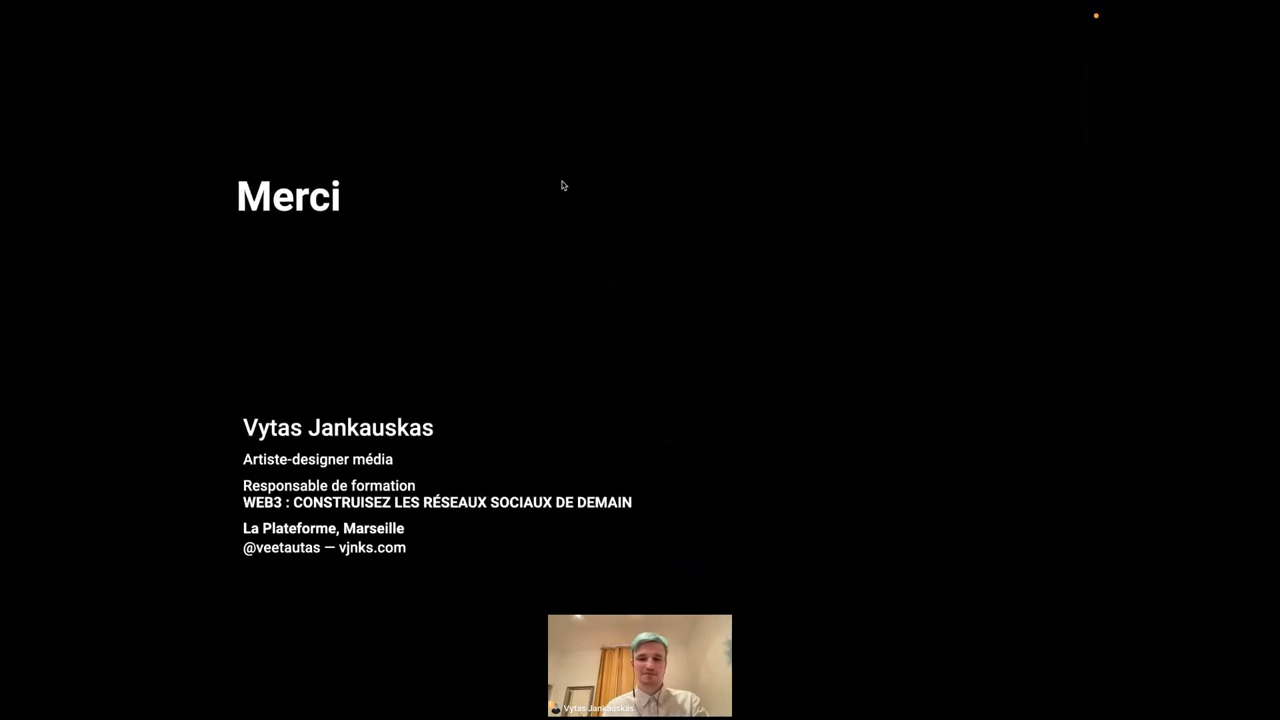 Merci
Vytas Jankauskas
Artiste-designer média
Responsable de formation
WEB3 : CONSTRUISEZ LES RÉSEAUX SOCIAUX DE DEMAIN
La Plateforme, Marseille
@veetautas — vjnks.com
Vytas Jankauskas